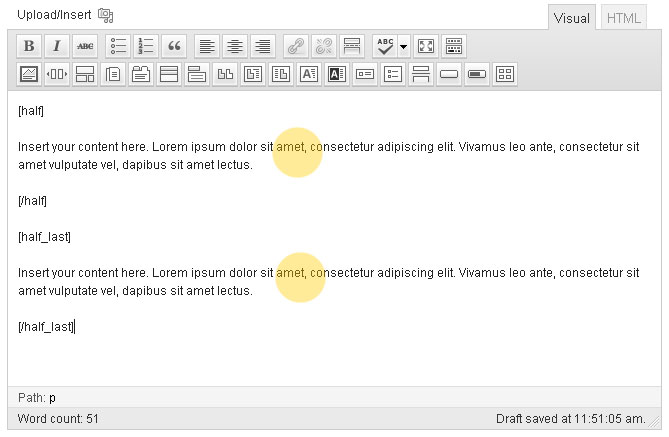 Upload/Insert
Visual
HTML
B I ABC
ABC
A A
[half]
Insert your content here. Lorem ipsum dolor sit amet, consectetur adipiscing elit. Vivamus leo ante, consectetur sit
amet vulputate vel, dapibus sit amet lectus.
[/half]
[half_last]
Insert your content here. Lorem ipsum dolor sit amet, consectetur adipiscing elit. Vivamus leo ante, consectetur sit
amet vulputate vel, dapibus sit amet lectus.
[/half_last]
Path: p
Word count: 51
Draft saved at 11:51:05 am.